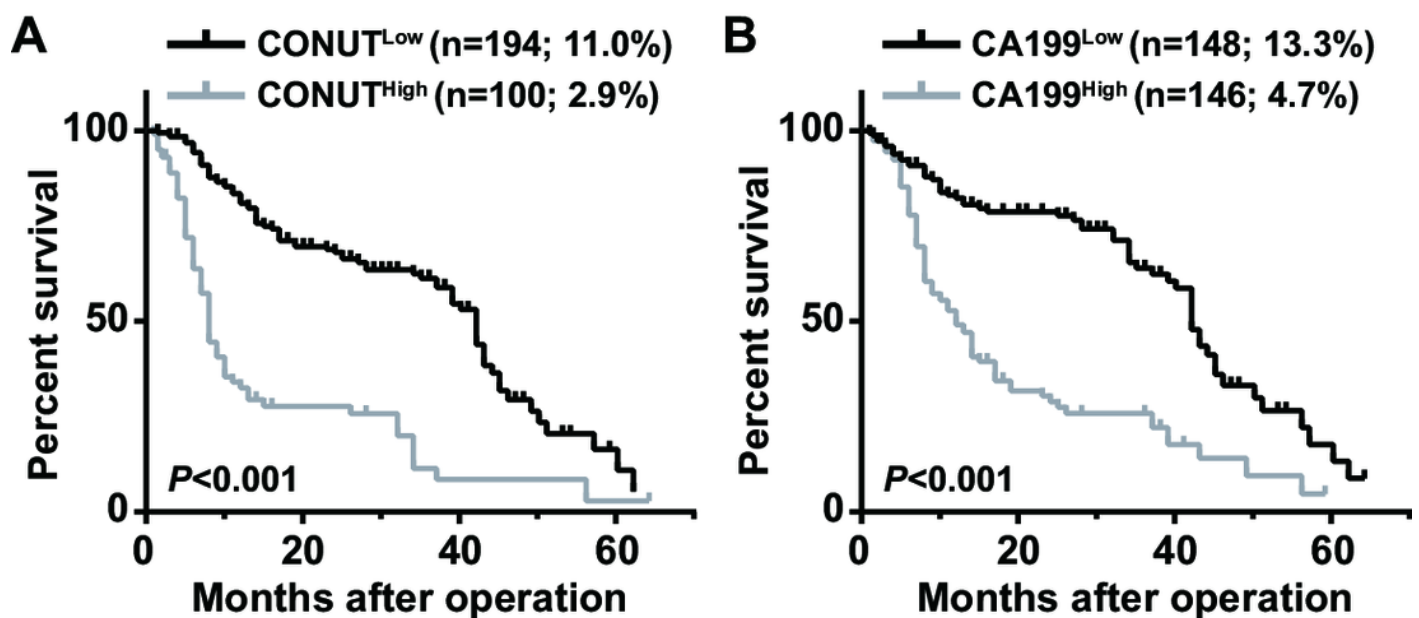 A
CONUTLow (n=194; 11.0%)
CONUTHigh (n=100; 2.9%)
Percent survival
100
50
0
P<0.001
0 20 40 60
Months after operation
B
CA199Low (n=148; 13.3%)
CA199High (n=146; 4.7%)
Percent survival
100
50
0
P<0.001
0 20 40 60
Months after operation